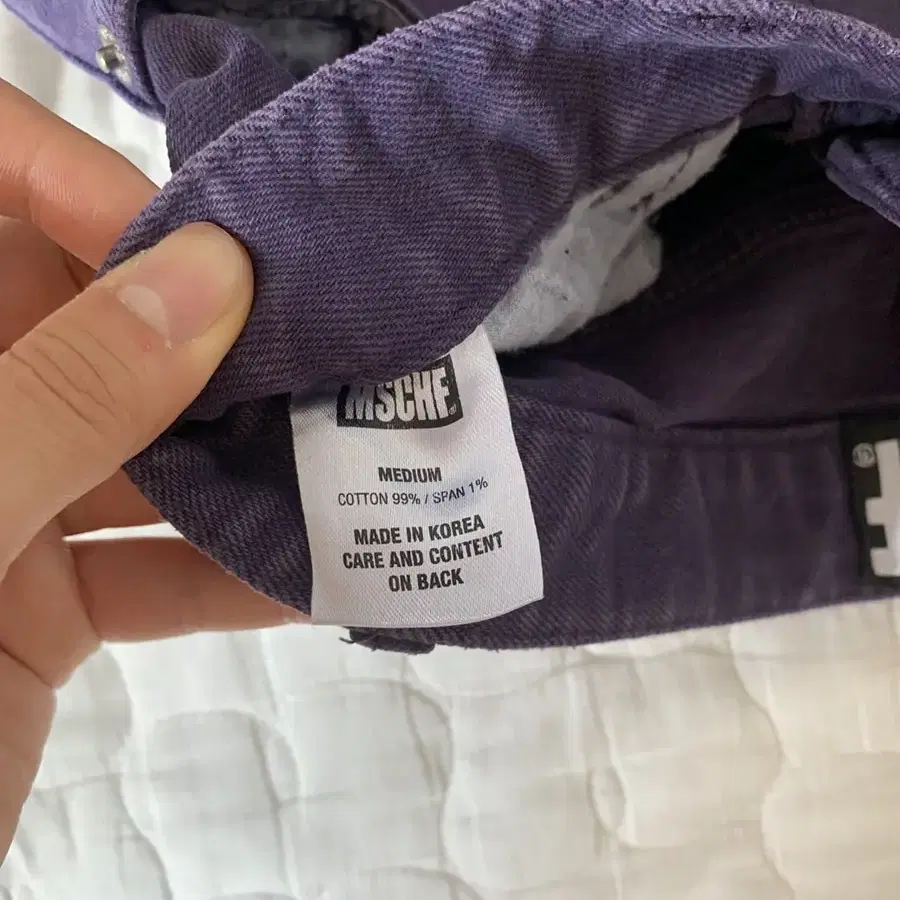 MSCHF
MEDIUM
COTTON 99% / SPAN 1%
MADE IN KOREA
CARE AND CONTENT
ON BACK